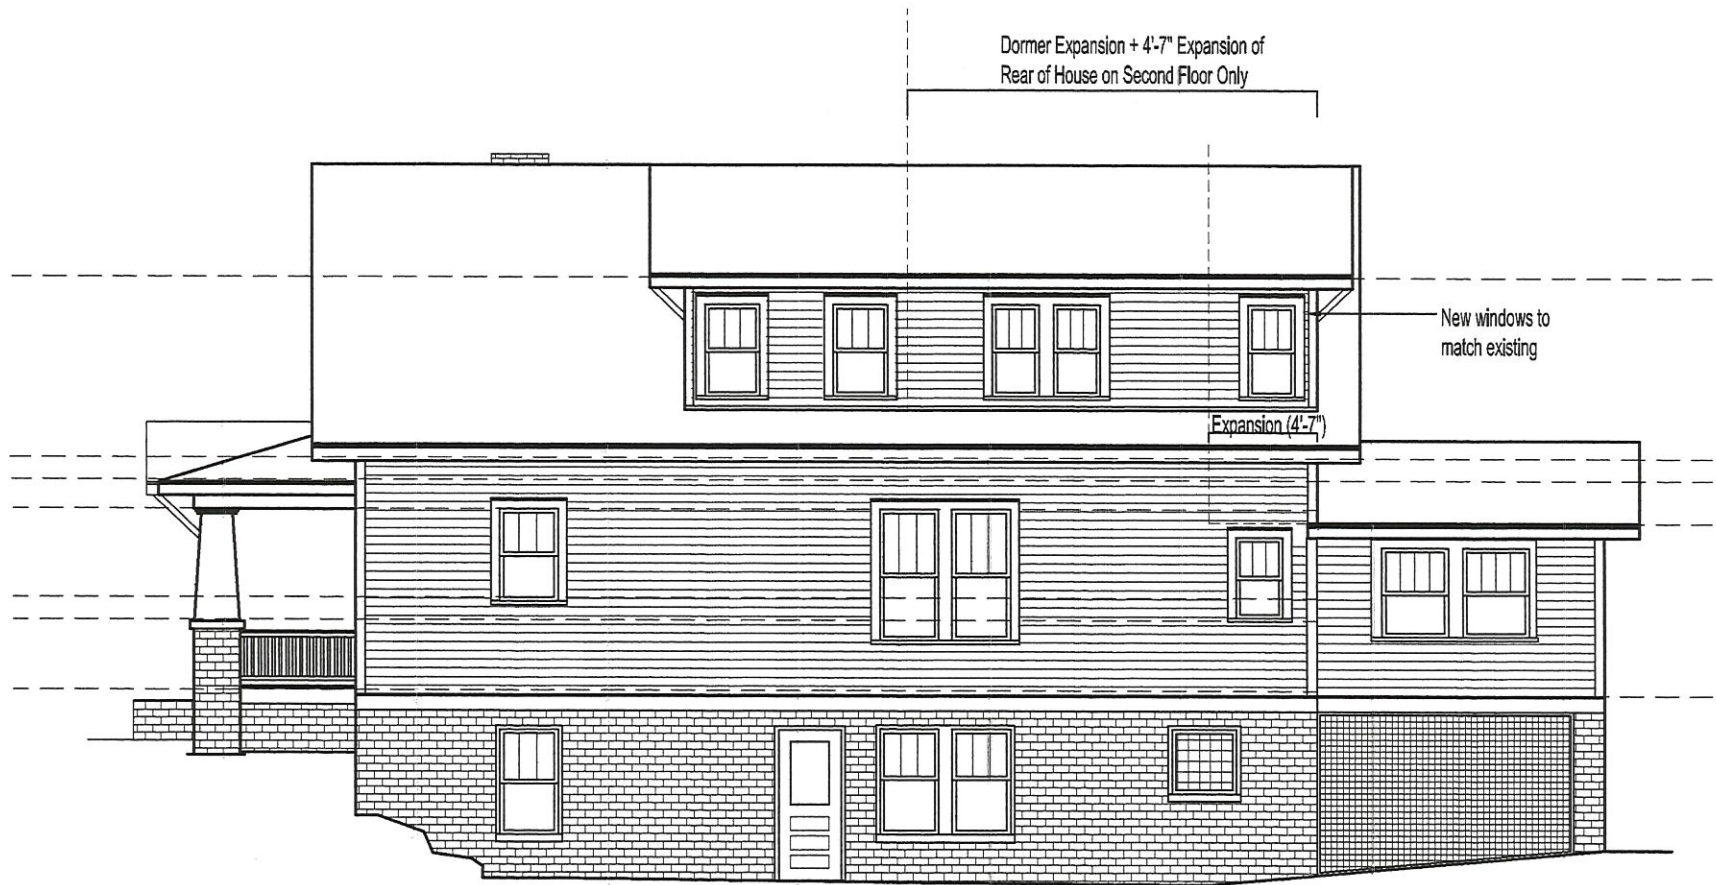 Dormer Expansion + 4'-7" Expansion of
Rear of House on Second Floor Only
New windows to
match existing
Expansion (4'-7")